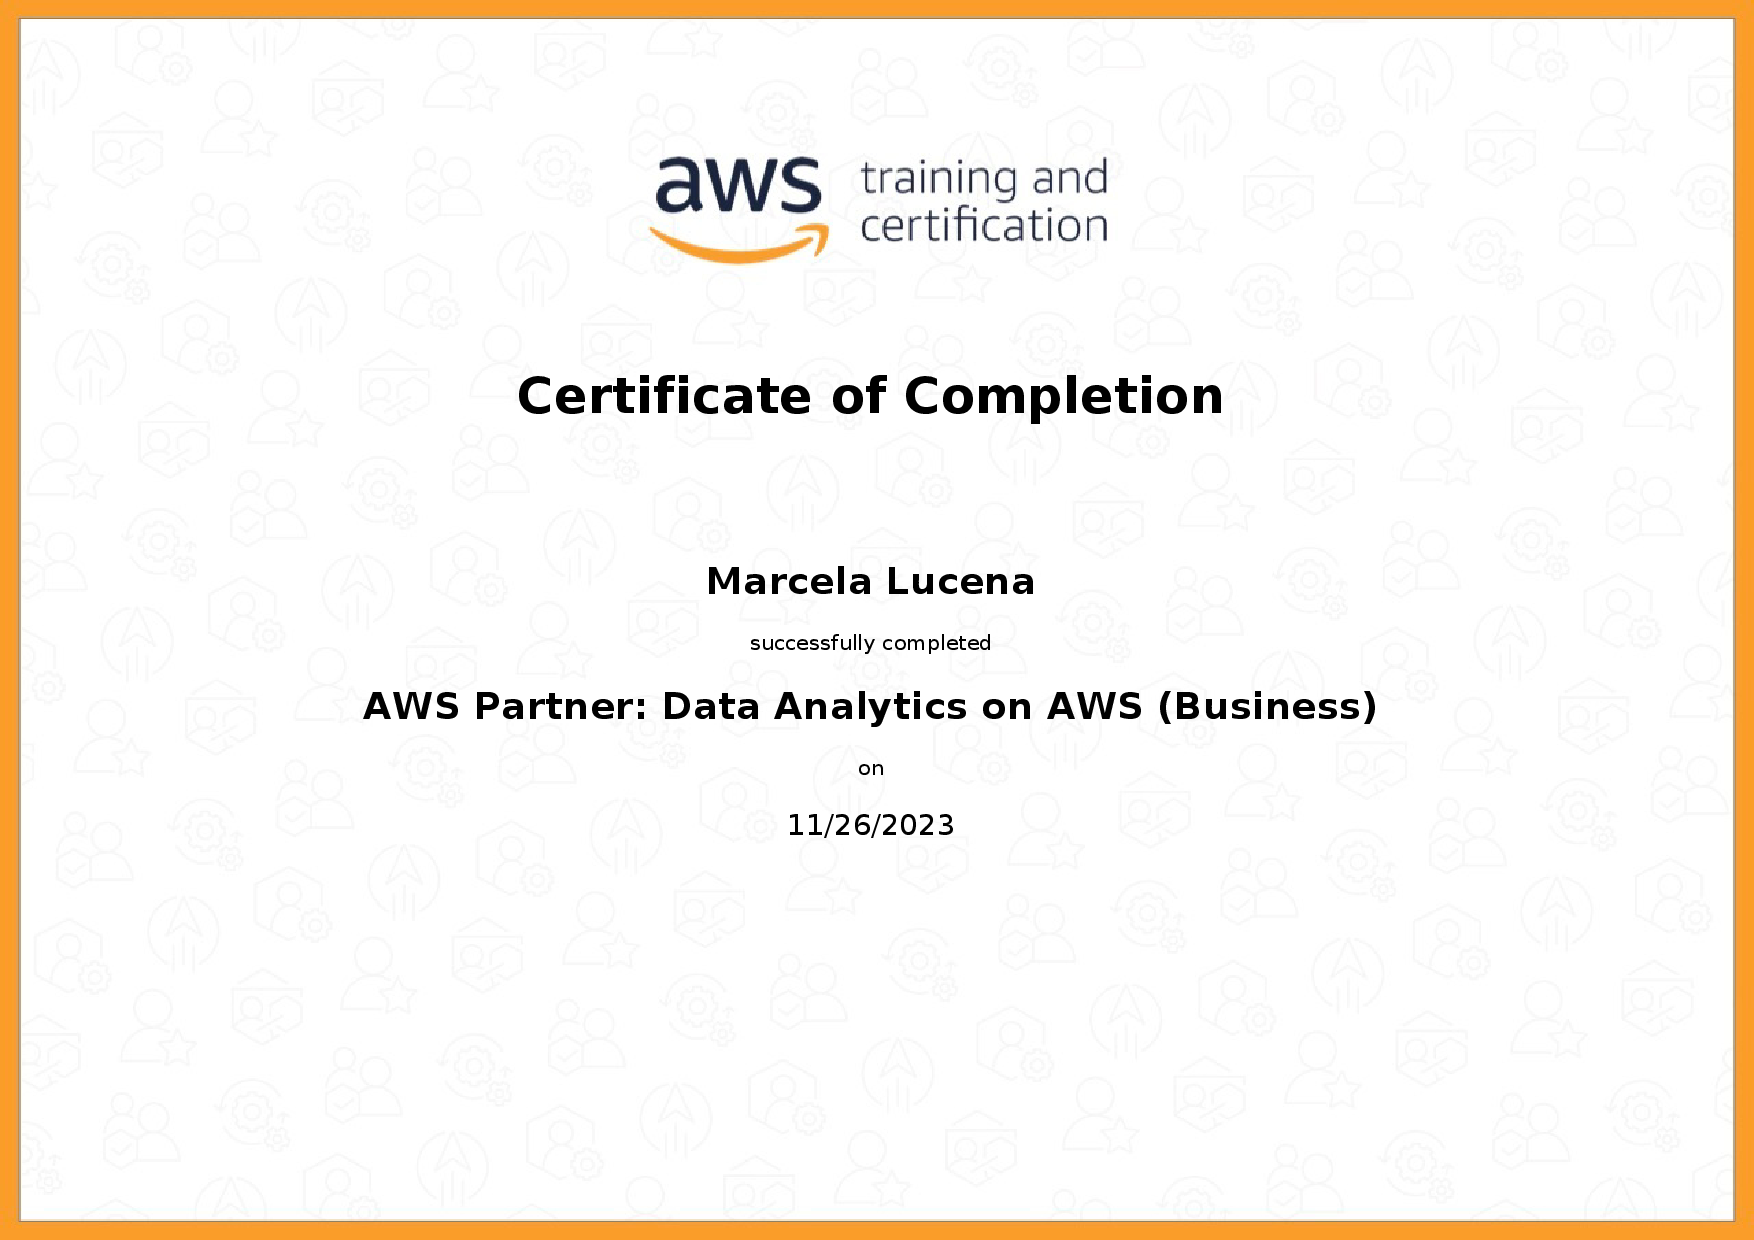 aws training and
certification
Certificate of Completion
Marcela Lucena
successfully completed
AWS Partner: Data Analytics on AWS (Business)
on
11/26/2023